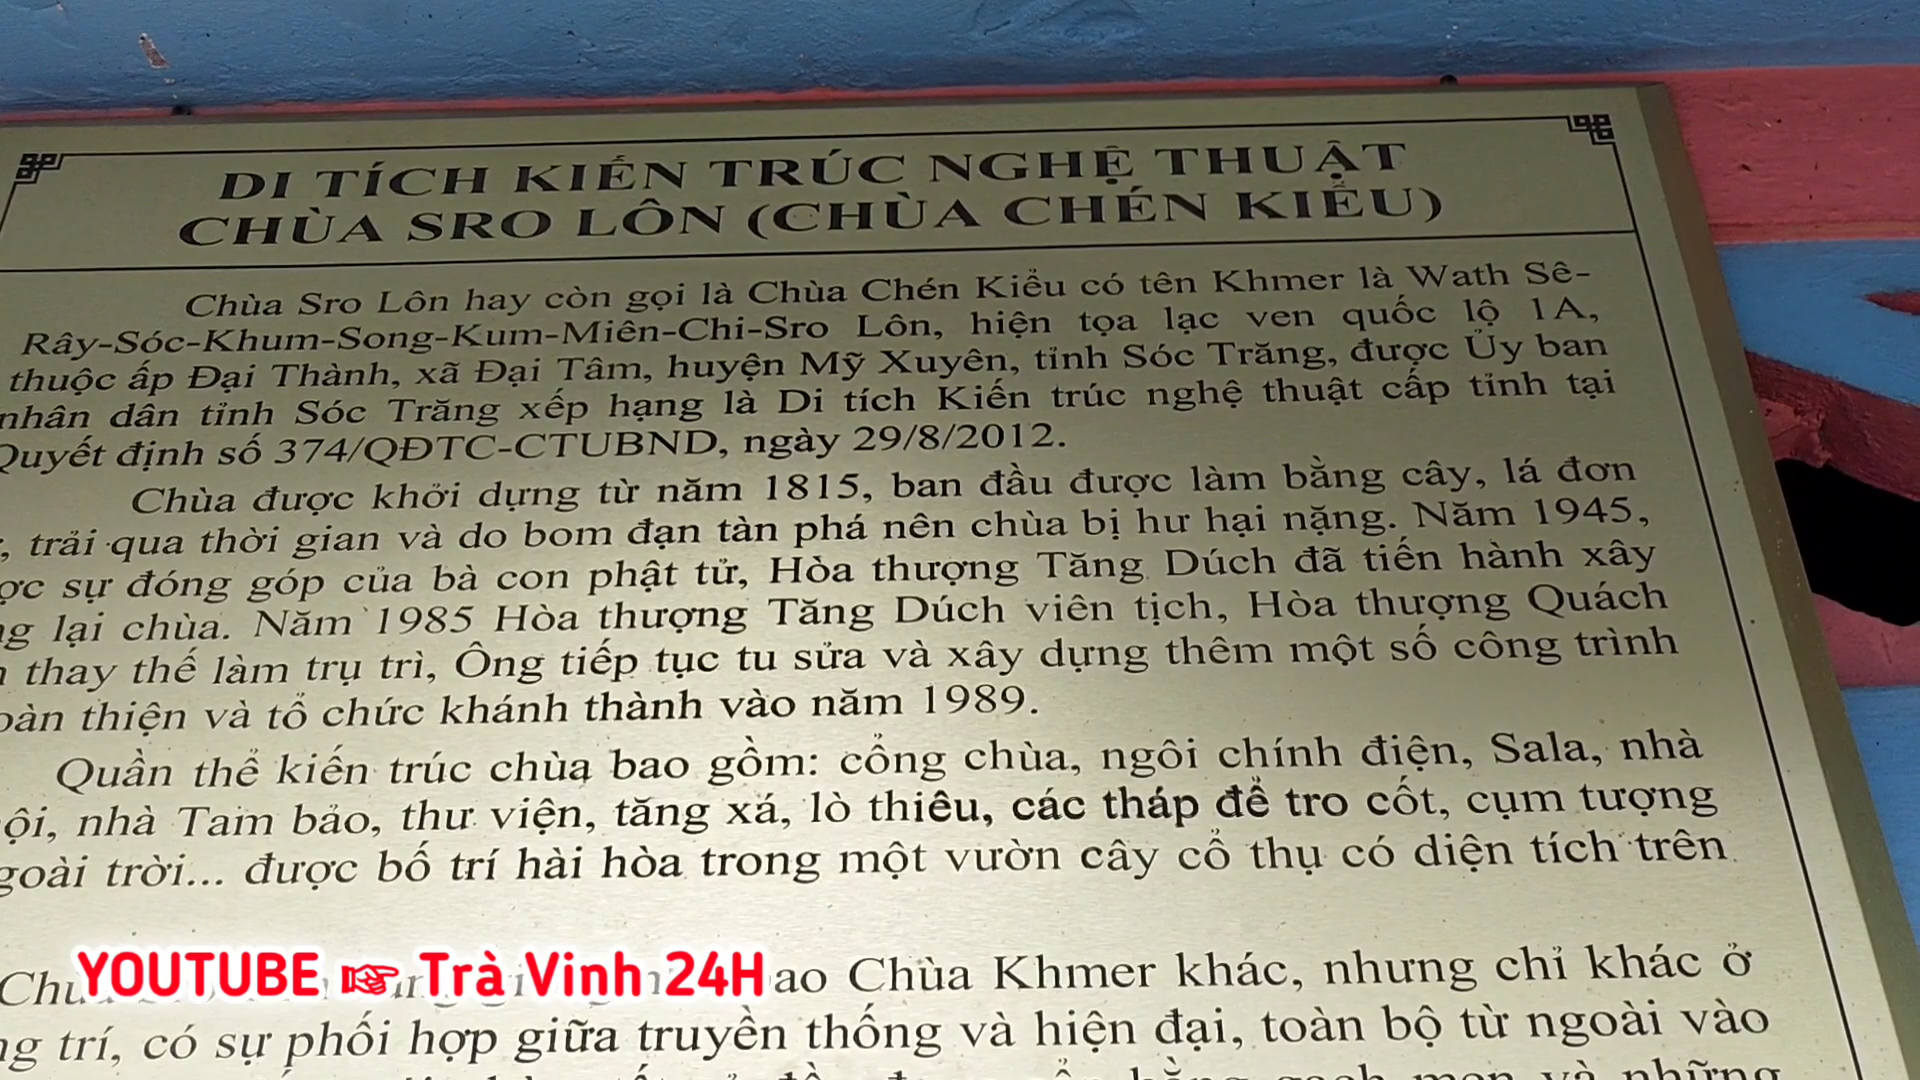 DI TÍCH KIẾN TRÚC NGHỆ THUẬT
CHÙA SRO LÔN (CHÙA CHÉN KIỂU)
Chùa Sro Lôn hay còn gọi là Chùa Chén Kiểu có tên Khmer là Wath Sê-
Rây-Sóc-Khum-Song-Kum-Miên-Chi-Sro Lôn, hiện tọa lạc ven quốc lộ 1A,
thuộc ấp Đại Thành, xã Đại Tâm, huyện Mỹ Xuyên, tỉnh Sóc Trăng, được Ủy ban
nhân dân tỉnh Sóc Trăng xếp hạng là Di tích Kiến trúc nghệ thuật cấp tỉnh tại
Quyết định số 374/QĐTC-CTUBND, ngày 29/8/2012.
Chùa được khởi dựng từ năm 1815, ban đầu được làm bằng cây, lá đơn
, trải qua thời gian và do bom đạn tàn phá nên chùa bị hư hại nặng. Năm 1945,
sự đóng góp của bà con phật tử, Hòa thượng Tăng Dúch đã tiến hành xây
lại chùa. Năm 1985 Hòa thượng Tăng Dúch viên tịch, Hòa thượng Quách
thay thế làm trụ trì, Ông tiếp tục tu sửa và xây dựng thêm một số công trình
thiện và tổ chức khánh thành vào năm 1989.
Quần thể kiến trúc chùa bao gồm: cổng chùa, ngôi chính điện, Sala, nhà
nhà Tam bảo, thư viện, tăng xá, lò thiêu, các tháp để tro cốt, cụm tượng
trời... được bố trí hài hòa trong một vườn cây cổ thụ có diện tích trên
YOUTUBE ☞ Trà Vinh 24H
Chùa Khmer khác, nhưng chỉ khác ở
trí, có sự phối hợp giữa truyền thống và hiện đại, toàn bộ từ ngoài vào
bằng gạch men và những